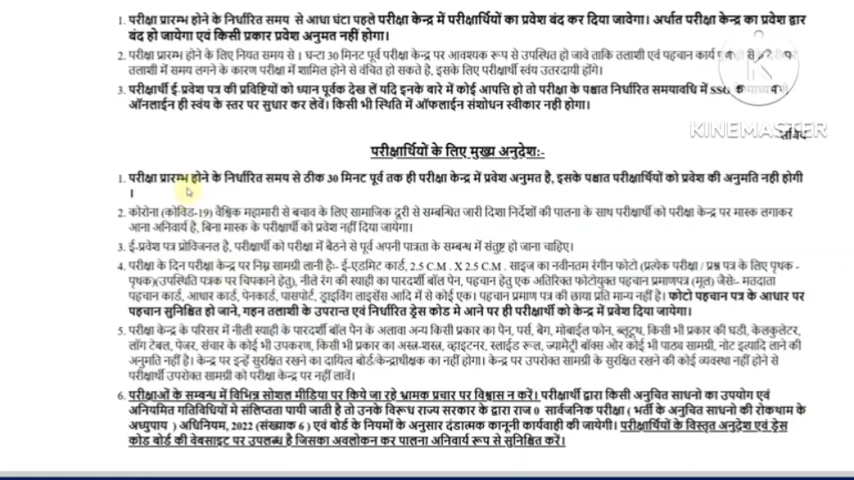 1. परीक्षा प्रारम्भ होने के निर्धारित समय से आधा घंटा पहले परीक्षा केन्द्र में परीक्षार्थियों का प्रवेश बंद कर दिया जावेगा। अर्थात परीक्षा केन्द्र का प्रवेश द्वार
बंद हो जायेगा एवं किसी प्रकार प्रवेश अनुमत नहीं होगा।
2. परीक्षा प्रारम्भ होने के लिए नियत समय से 1 घन्टा 30 मिनट पूर्व परीक्षा केन्द्र पर आवश्यक रूप से उपस्थित हो जावे ताकि तलाशी एवं पहचान कार्य
तलाशी में समय लगने के कारण परीक्षा में शामिल होने से वंचित हो सकते है, इसके लिए परीक्षार्थी स्वंय उतरदायी होंगे।
3. परीक्षार्थी ई-प्रवेश पत्र की प्रविष्टियों को ध्यान पूर्वक देख लें यदि इनके बारे में कोई आपत्ति हो तो परीक्षा के पश्चात निर्धारित समयावधि में SSO
ऑनलाईन ही स्वंय के स्तर पर सुधार कर लेवें। किसी भी स्थिति में ऑफलाईन संशोधन स्वीकार नही होगा।
KINEMASTER
सचिव
परीक्षार्थियों के लिए मुख्य अनुदेश:-
1. परीक्षा प्रारम्भ होने के निर्धारित समय से ठीक 30 मिनट पूर्व तक ही परीक्षा केन्द्र में प्रवेश अनुमत है, इसके पश्चात परीक्षार्थियों को प्रवेश की अनुमति नही होगी
।
2. कोरोना (कोविड-19) वैश्विक महामारी से बचाव के लिए सामाजिक दूरी से सम्बन्धित जारी दिशा निर्देशों की पालना के साथ परीक्षार्थी को परीक्षा केन्द्र पर मास्क लगाकर
आना अनिवार्य है, बिना मास्क के परीक्षार्थी को प्रवेश नहीं दिया जायेगा।
3. ई-प्रवेश पत्र प्रोविजनल है, परीक्षार्थी को परीक्षा में बैठने से पूर्व अपनी पात्रता के सम्बन्ध में संतुष्ट हो जाना चाहिए।
4. परीक्षा के दिन परीक्षा केन्द्र पर निम्न सामग्री लानी है:- ई-एडमिट कार्ड, 2.5 C.M. X 2.5 C.M. साइज का नवीनतम रंगीन फोटो (प्रत्येक परीक्षा / प्रश्न पत्र के लिए पृथक-
पृथक)(उपस्थिति पत्रक पर चिपकाने हेतु), नीले रंग की स्याही का पारदर्शी बॉल पेन, पहचान हेतु एक अतिरिक्त फोटोयुक्त पहचान प्रमाणपत्र (मूल) जैसे:- मतदाता
पहचान कार्ड, आधार कार्ड, पेनकार्ड, पासपोर्ट, ड्राइविंग लाइसेंस आदि में से कोई एक। पहचान प्रमाण पत्र की छाया प्रति मान्य नहीं है। फोटो पहचान पत्र के आधार पर
पहचान सुनिश्चित हो जाने, गहन तलाशी के उपरान्त एवं निर्धारित ड्रेस कोड मे आने पर ही परीक्षार्थी को केन्द्र में प्रवेश दिया जायेगा।
5. परीक्षा केन्द्र के परिसर में नीली स्याही के पारदर्शी बॉल पैन के अलावा अन्य किसी प्रकार का पेन, पर्स, बैग, मोबाईल फोन, ब्लूटूथ, किसी भी प्रकार की घडी, केलकुलेटर,
लॉग टेबल, पेजर, संचार के कोई भी उपकरण, किसी भी प्रकार का अस्त्र-शस्त्र, व्हाइटनर, स्लाईड रूल, ज्यामेट्री बॉक्स और कोई भी पाठ्य सामग्री, नोट इत्यादि लाने की
अनुमति नहीं है। केन्द्र पर इन्हें सुरक्षित रखने का दायित्व बोर्ड/केन्द्राधीक्षक का नहीं होगा। केन्द्र पर उपरोक्त सामग्री के सुरक्षित रखने की कोई व्यवस्था नहीं होने से
परीक्षार्थी उपरोक्त सामग्री को परीक्षा केन्द्र पर नहीं लावें।
6. परीक्षाओं के सम्बन्ध में विभिन्न सोशल मीडिया पर किये जा रहे भ्रामक प्रचार पर विश्वास न करें। परीक्षार्थी द्वारा किसी अनुचित साधनो का उपयोग एवं
अनियमित गतिविधियो मे संलिप्तता पायी जाती है तो उनके विरूध राज्य सरकार के द्वारा राज 0 सार्वजनिक परीक्षा ( भर्ती के अनुचित साधनो की रोकथाम के
अध्युपाय ) अधिनियम, 2022 (संख्याक 6) एवं बोर्ड के नियमों के अनुसार दंडात्मक कानूनी कार्यवाही की जायेगी। परीक्षार्थियों के विस्तृत अनुदेश एवं ड्रेस
कोड बोर्ड की वेबसाइट पर उपलब्ध है जिसका अवलोकन कर पालना अनिवार्य रूप से सुनिश्चित करें।